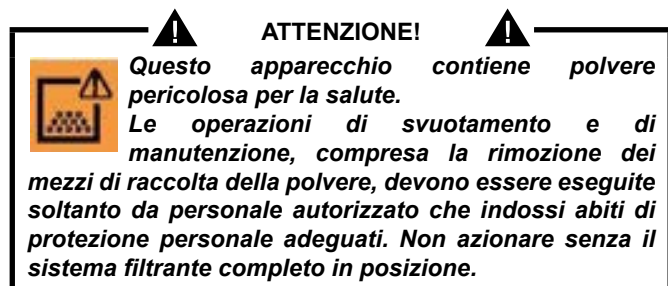 ATTENZIONE!
Questo apparecchio contiene polvere
pericolosa per la salute.
Le operazioni di svuotamento e di
manutenzione, compresa la rimozione dei
mezzi di raccolta della polvere, devono essere eseguite
soltanto da personale autorizzato che indossi abiti di
protezione personale adeguati. Non azionare senza il
sistema filtrante completo in posizione.